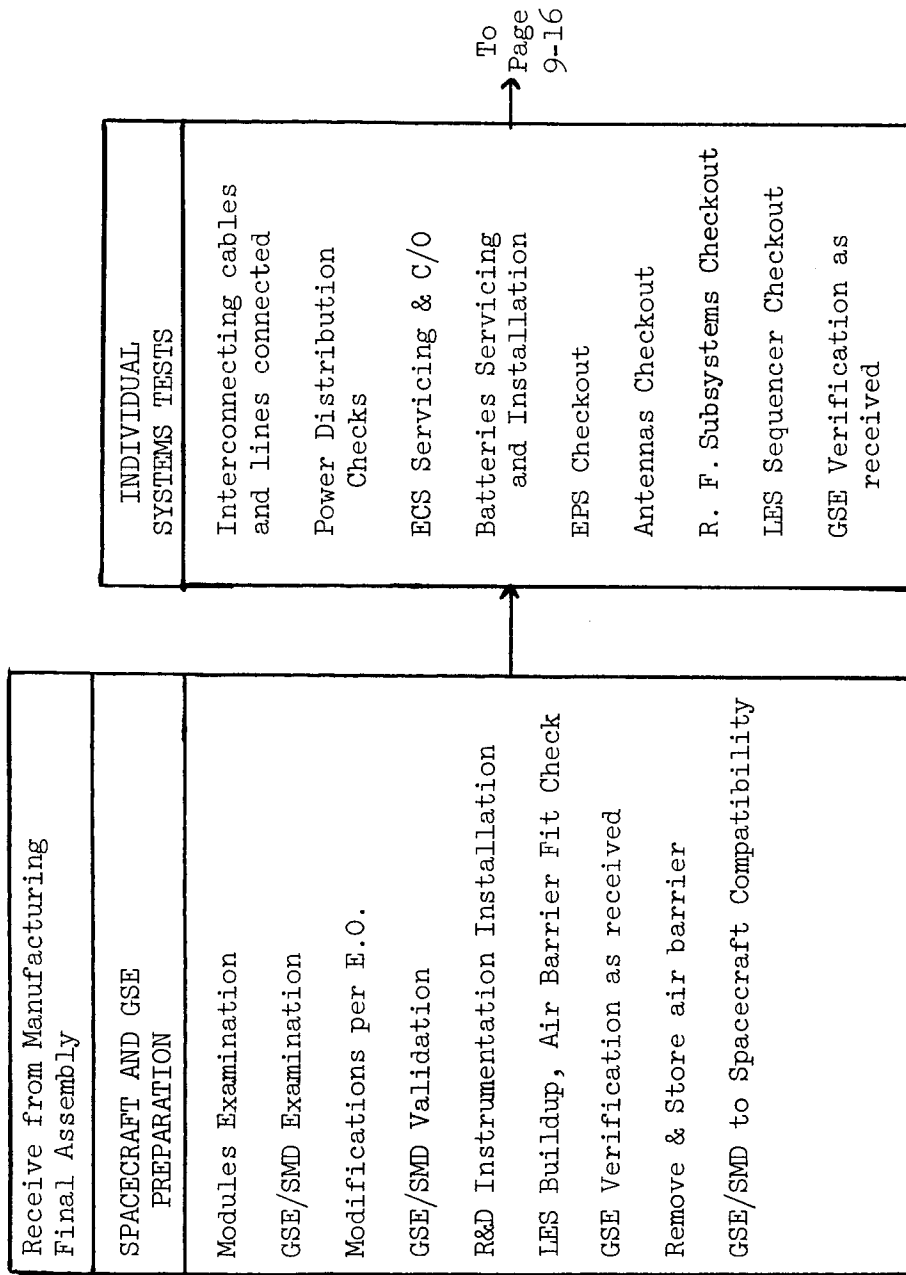 Receive from Manufacturing
Final Assembly
SPACECRAFT AND GSE
PREPARATION
Modules Examination
GSE/SMD Examination
Modifications per E.O.
GSE/SMD Validation
R&D Instrumentation Installation
LES Buildup, Air Barrier Fit Check
GSE Verification as received
Remove & Store air barrier
GSE/SMD to Spacecraft Compatibility
INDIVIDUAL
SYSTEMS TESTS
Interconnecting cables
and lines connected
Power Distribution
Checks
ECS Servicing & C/O
Batteries Servicing
and Installation
EPS Checkout
Antennas Checkout
R. F. Subsystems Checkout
LES Sequencer Checkout
GSE Verification as
received
To
Page
9-16